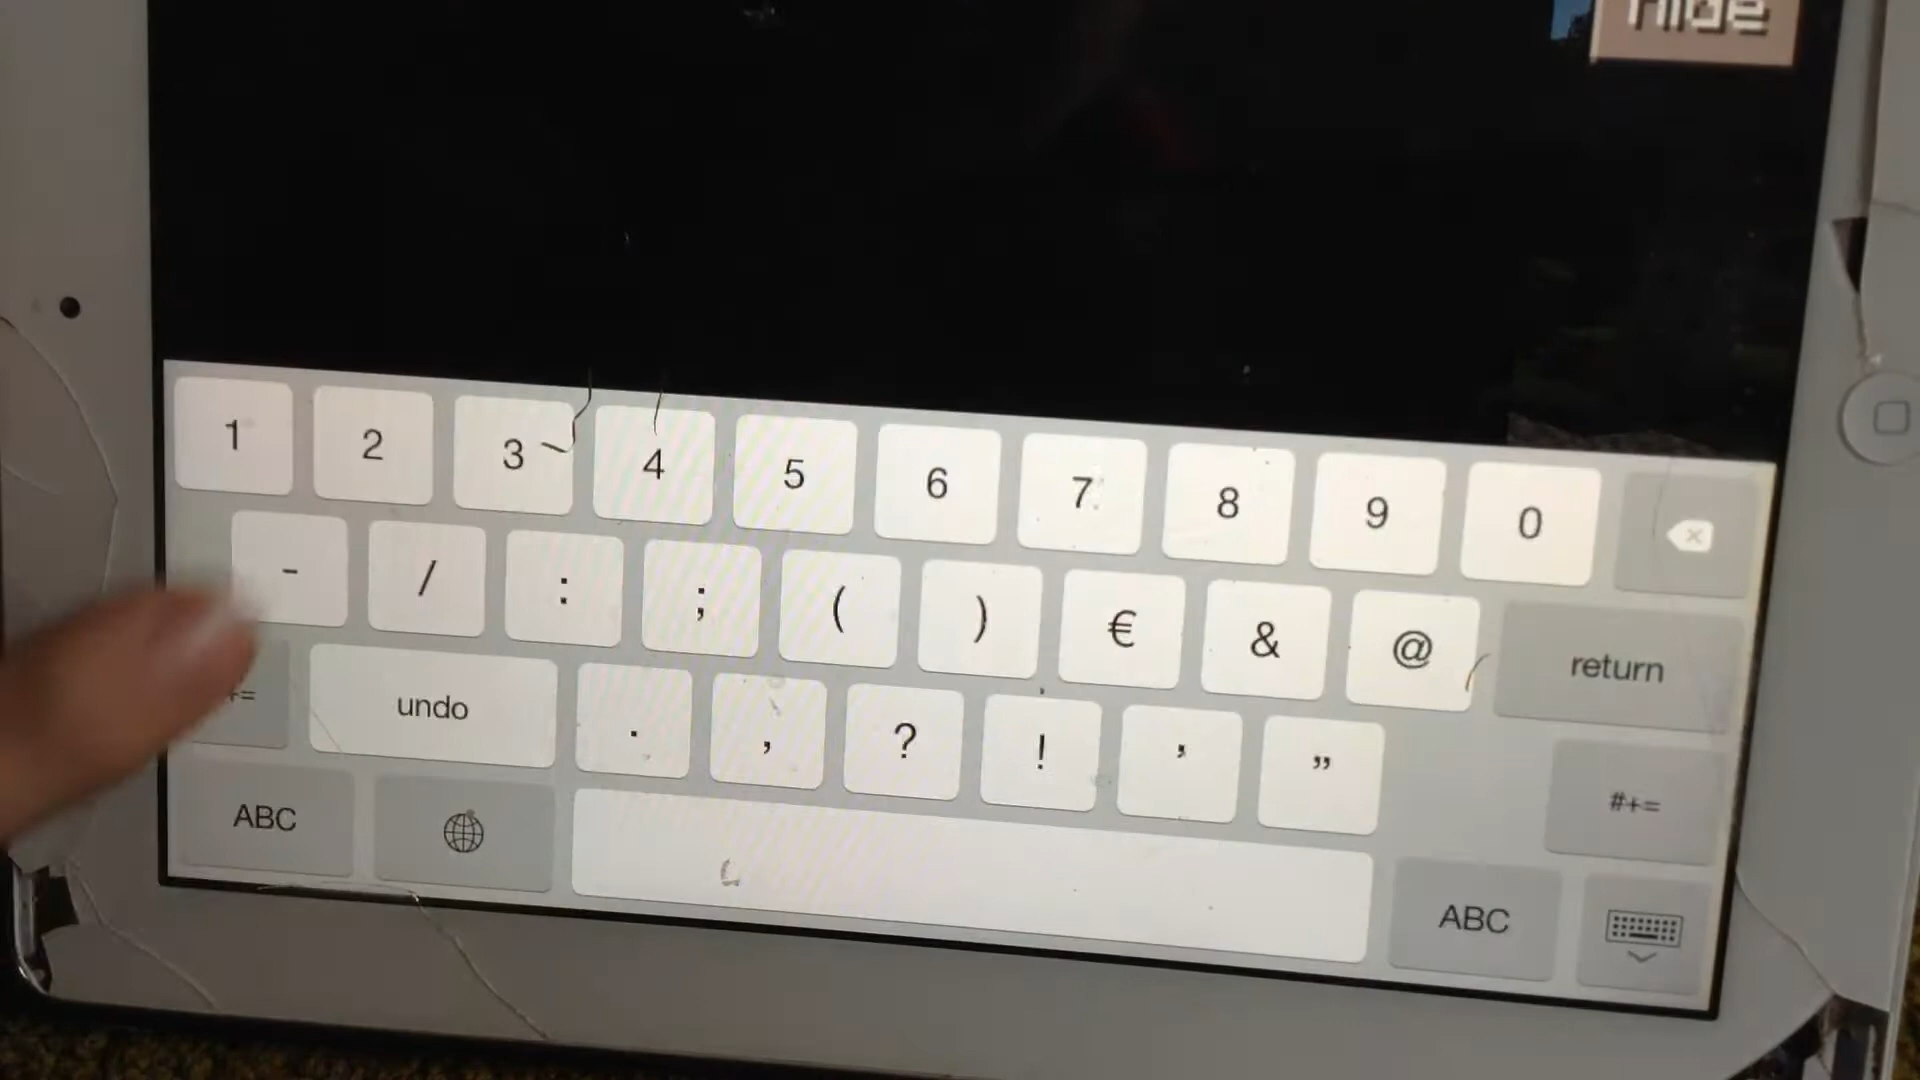 Hide
1 2 3 4 5 6 7 8 9 0
- / : ; ( ) € & @ return
undo . , ? ! ’ ” #+=
ABC ABC